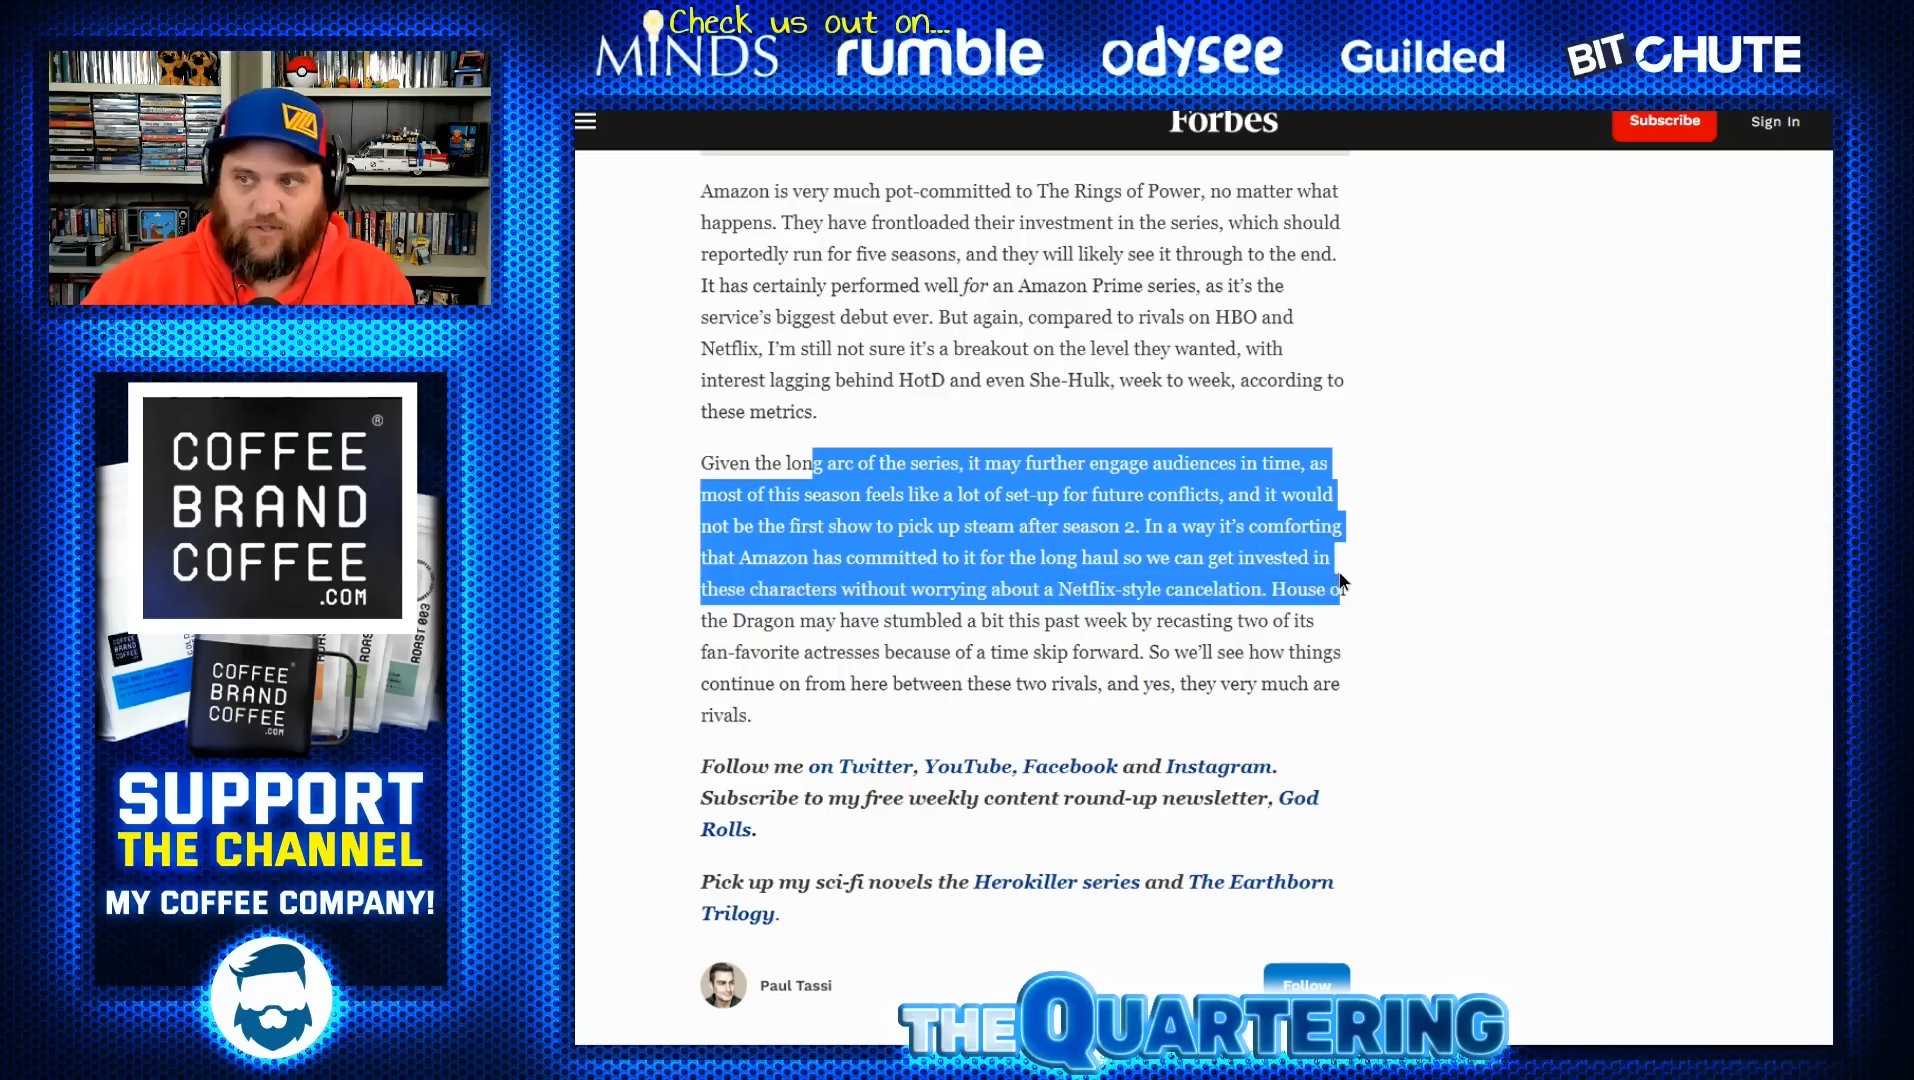 Check us out on...
MINDS rumble odysee Guilded BITCHUTE
Forbes
Subscribe
Sign In
Amazon is very much pot-committed to The Rings of Power, no matter what
happens. They have frontloaded their investment in the series, which should
reportedly run for five seasons, and they will likely see it through to the end.
It has certainly performed well for an Amazon Prime series, as it's the
service's biggest debut ever. But again, compared to rivals on HBO and
Netflix, I'm still not sure it's a breakout on the level they wanted, with
interest lagging behind HotD and even She-Hulk, week to week, according to
these metrics.
Given the long arc of the series, it may further engage audiences in time, as
most of this season feels like a lot of set-up for future conflicts, and it would
not be the first show to pick up steam after season 2. In a way it's comforting
that Amazon has committed to it for the long haul so we can get invested in
these characters without worrying about a Netflix-style cancelation. House of
the Dragon may have stumbled a bit this past week by recasting two of its
fan-favorite actresses because of a time skip forward. So we'll see how things
continue on from here between these two rivals, and yes, they very much are
rivals.
Follow me on Twitter, YouTube, Facebook and Instagram.
Subscribe to my free weekly content round-up newsletter, God
Rolls.
Pick up my sci-fi novels the Herokiller series and The Earthborn
Trilogy.
Paul Tassi
Follow
THE QUARTERING
COFFEE ®
BRAND
COFFEE
.COM
COFFEE
BRAND
COFFEE
.COM
ROAST 003
SUPPORT
THE CHANNEL
MY COFFEE COMPANY!